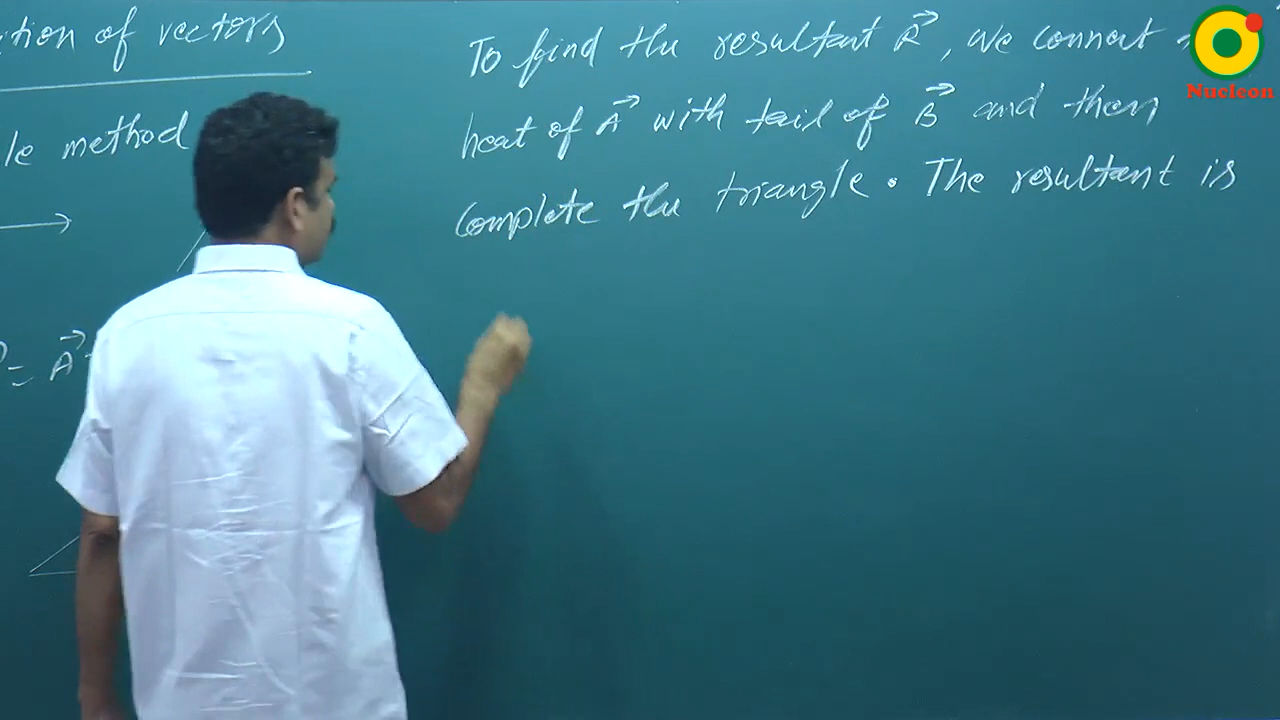 ition of vectors
le method
= A⃗
To find the resultant R⃗, we connect
heat of A⃗ with tail of B⃗ and then
complete the triangle. The resultant is
Nucleon